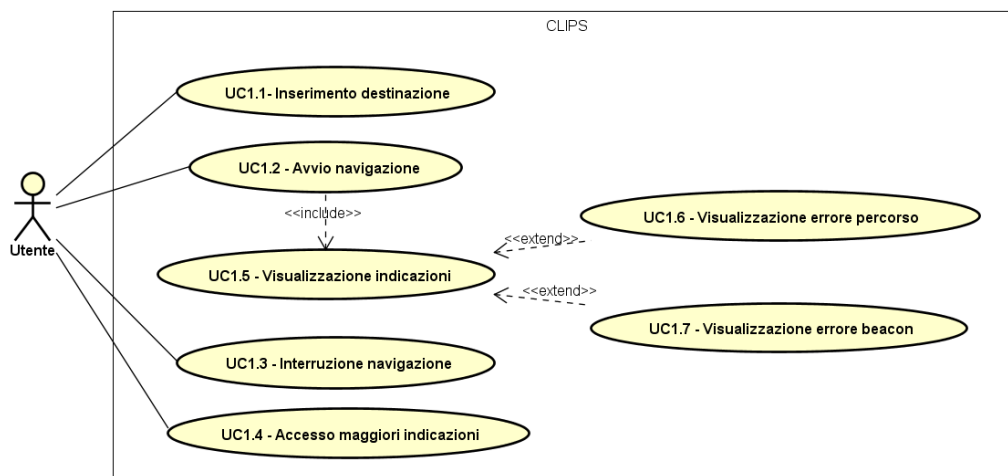 CLIPS
UC1.1- Inserimento destinazione
UC1.2 - Avvio navigazione
<<include>>
UC1.6 - Visualizzazione errore percorso
<<extend>>
Utente
UC1.5 - Visualizzazione indicazioni
<<extend>>
UC1.7 - Visualizzazione errore beacon
UC1.3 - Interruzione navigazione
UC1.4 - Accesso maggiori indicazioni